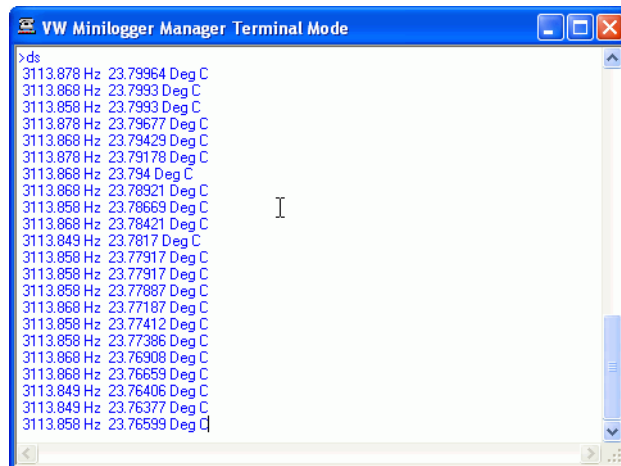 VW Minilogger Manager Terminal Mode
>ds
3113.878 Hz 23.79964 Deg C
3113.868 Hz 23.7993 Deg C
3113.858 Hz 23.7993 Deg C
3113.878 Hz 23.79677 Deg C
3113.868 Hz 23.79429 Deg C
3113.878 Hz 23.79178 Deg C
3113.868 Hz 23.794 Deg C
3113.868 Hz 23.78921 Deg C
3113.858 Hz 23.78669 Deg C
3113.868 Hz 23.78421 Deg C
3113.849 Hz 23.7817 Deg C
3113.858 Hz 23.77917 Deg C
3113.858 Hz 23.77917 Deg C
3113.858 Hz 23.77887 Deg C
3113.868 Hz 23.77187 Deg C
3113.858 Hz 23.77412 Deg C
3113.858 Hz 23.77386 Deg C
3113.868 Hz 23.76908 Deg C
3113.868 Hz 23.76659 Deg C
3113.849 Hz 23.76406 Deg C
3113.849 Hz 23.76377 Deg C
3113.858 Hz 23.76599 Deg C